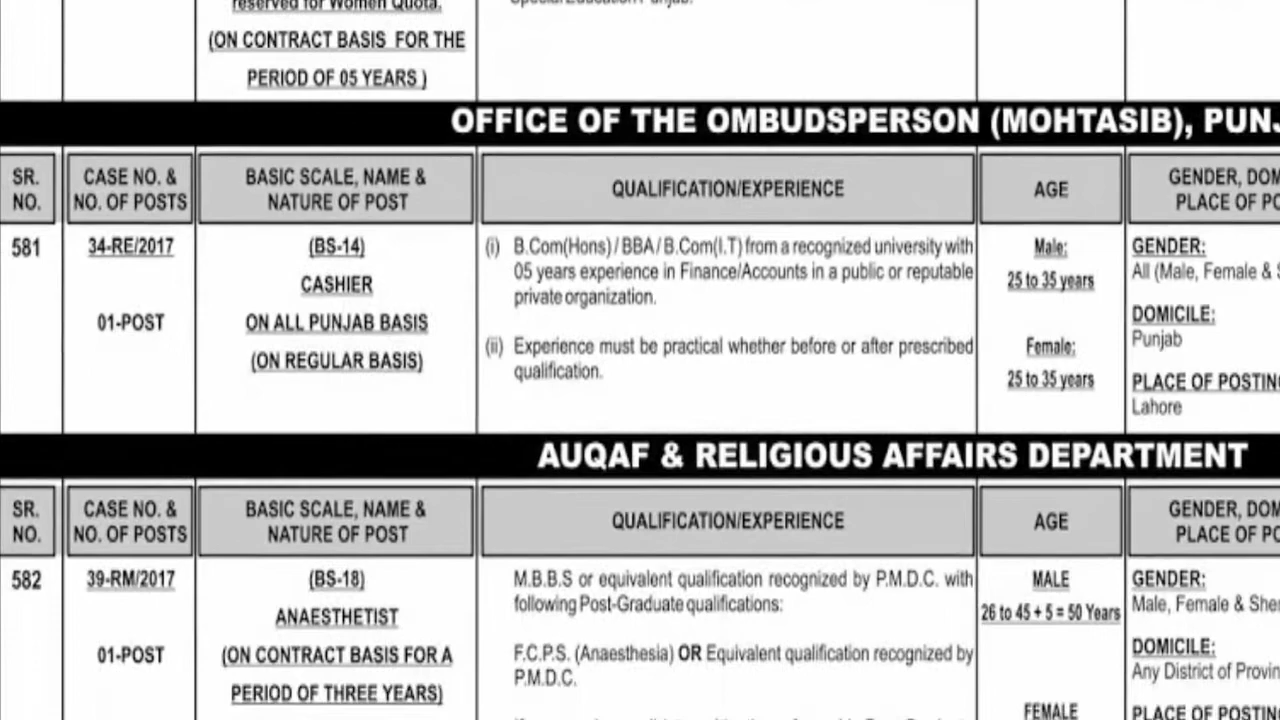 reserved for Women Quota.
(ON CONTRACT BASIS FOR THE
PERIOD OF 05 YEARS )
Special Education Punjab.
OFFICE OF THE OMBUDSPERSON (MOHTASIB), PUN
SR.
NO.
CASE NO. &
NO. OF POSTS
BASIC SCALE, NAME &
NATURE OF POST
QUALIFICATION/EXPERIENCE
AGE
GENDER, DOM
PLACE OF PO
581
34-RE/2017
01-POST
(BS-14)
CASHIER
ON ALL PUNJAB BASIS
(ON REGULAR BASIS)
(i) B.Com(Hons) / BBA / B.Com(I.T) from a recognized university with
05 years experience in Finance/Accounts in a public or reputable
private organization.
(ii) Experience must be practical whether before or after prescribed
qualification.
Male:
25 to 35 years
Female:
25 to 35 years
GENDER:
All (Male, Female & S
DOMICILE:
Punjab
PLACE OF POSTING
Lahore
AUQAF & RELIGIOUS AFFAIRS DEPARTMENT
SR.
NO.
CASE NO. &
NO. OF POSTS
BASIC SCALE, NAME &
NATURE OF POST
QUALIFICATION/EXPERIENCE
AGE
GENDER, DOM
PLACE OF PO
582
39-RM/2017
01-POST
(BS-18)
ANAESTHETIST
(ON CONTRACT BASIS FOR A
PERIOD OF THREE YEARS)
M.B.B.S or equivalent qualification recognized by P.M.D.C. with
following Post-Graduate qualifications:
F.C.P.S. (Anaesthesia) OR Equivalent qualification recognized by
P.M.D.C.
MALE
26 to 45 + 5 = 50 Years
FEMALE
GENDER:
Male, Female & She
DOMICILE:
Any District of Provin
PLACE OF POSTING